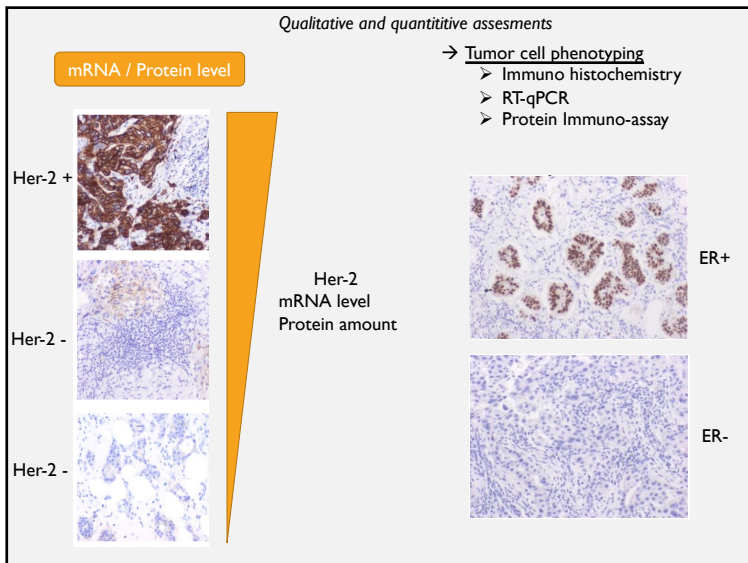 Qualitative and quantititive assesments
mRNA / Protein level
→ Tumor cell phenotyping
➢ Immuno histochemistry
➢ RT-qPCR
➢ Protein Immuno-assay
Her-2 +
Her-2 -
Her-2 -
Her-2
mRNA level
Protein amount
ER+
ER-